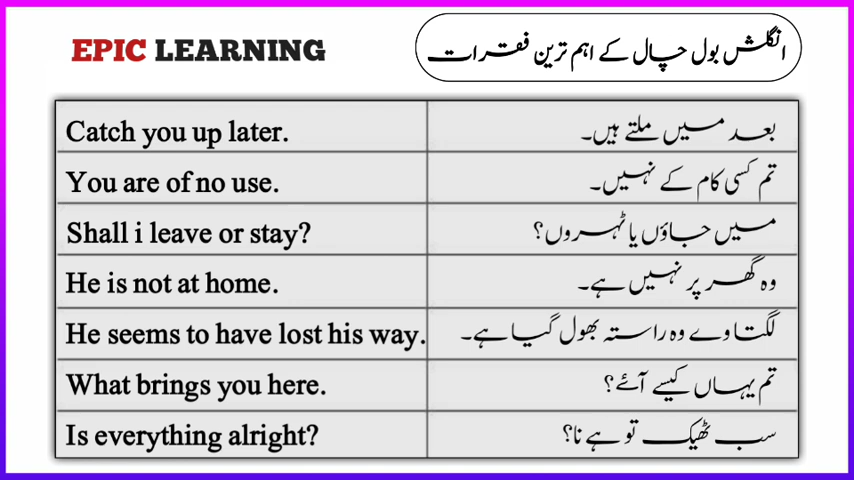 EPIC LEARNING
انگلش بول چال کے اہم ترین فقرات
Catch you up later. بعد میں ملتے ہیں۔
You are of no use. تم کسی کام کے نہیں۔
Shall i leave or stay? میں جاؤں یا ٹہروں؟
He is not at home. وہ گھر پر نہیں ہے۔
He seems to have lost his way. لگتا وے وہ راستہ بھول گیا ہے۔
What brings you here. تم یہاں کیسے آئے؟
Is everything alright? سب ٹھیک تو ہے نا؟